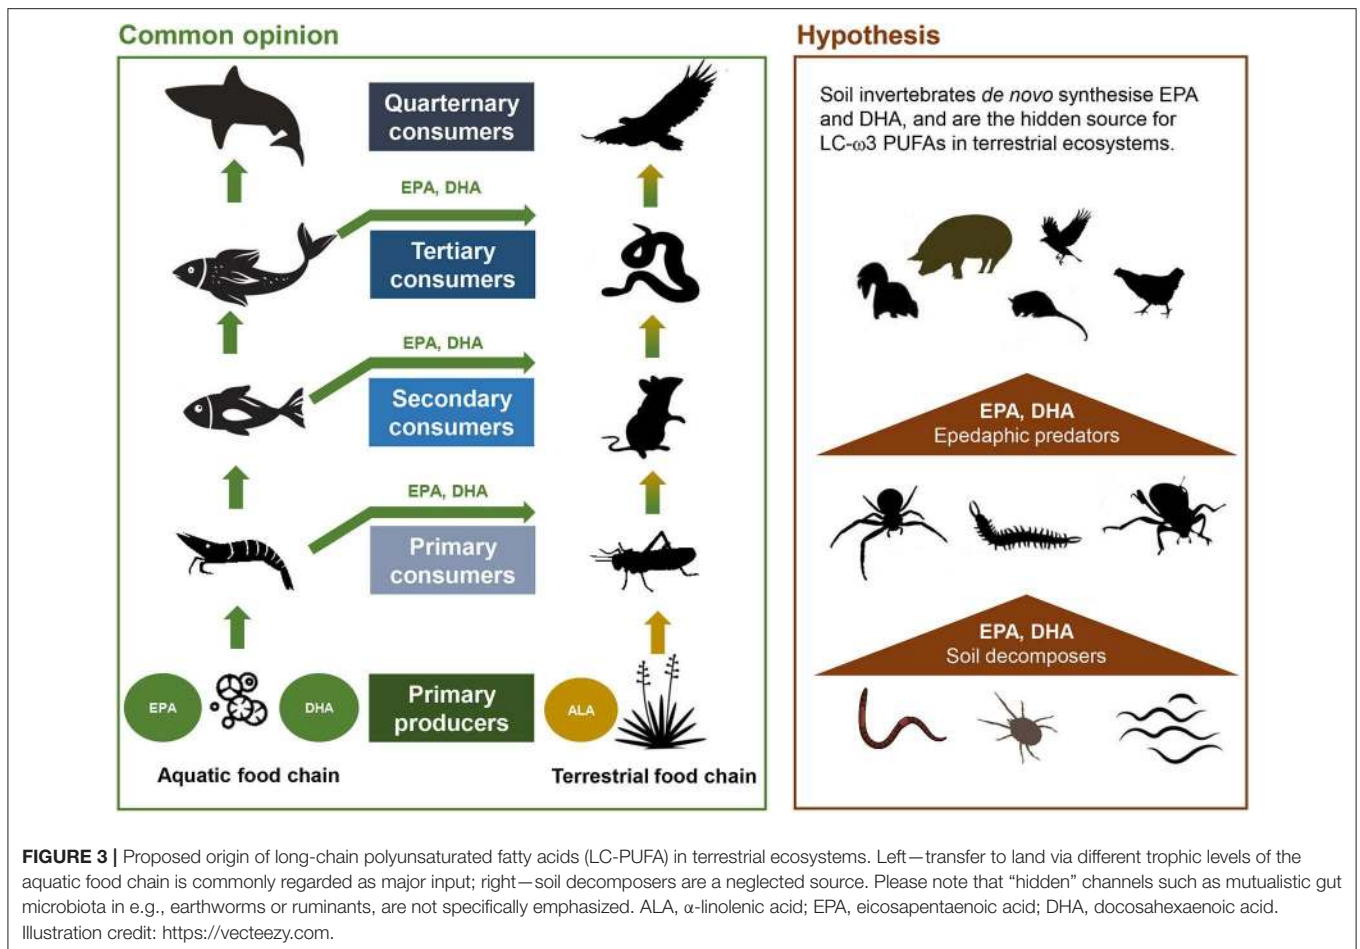 Common opinion
Quarternary
consumers
EPA, DHA
Tertiary
consumers
EPA, DHA
Secondary
consumers
EPA, DHA
Primary
consumers
EPA
DHA
Primary
producers
ALA
Aquatic food chain
Terrestrial food chain
Hypothesis
Soil invertebrates de novo synthesise EPA
and DHA, and are the hidden source for
LC-ω3 PUFAs in terrestrial ecosystems.
EPA, DHA
Epedaphic predators
EPA, DHA
Soil decomposers
FIGURE 3 | Proposed origin of long-chain polyunsaturated fatty acids (LC-PUFA) in terrestrial ecosystems. Left—transfer to land via different trophic levels of the
aquatic food chain is commonly regarded as major input; right—soil decomposers are a neglected source. Please note that “hidden” channels such as mutualistic gut
microbiota in e.g., earthworms or ruminants, are not specifically emphasized. ALA, α-linolenic acid; EPA, eicosapentaenoic acid; DHA, docosahexaenoic acid.
Illustration credit: https://vecteezy.com.